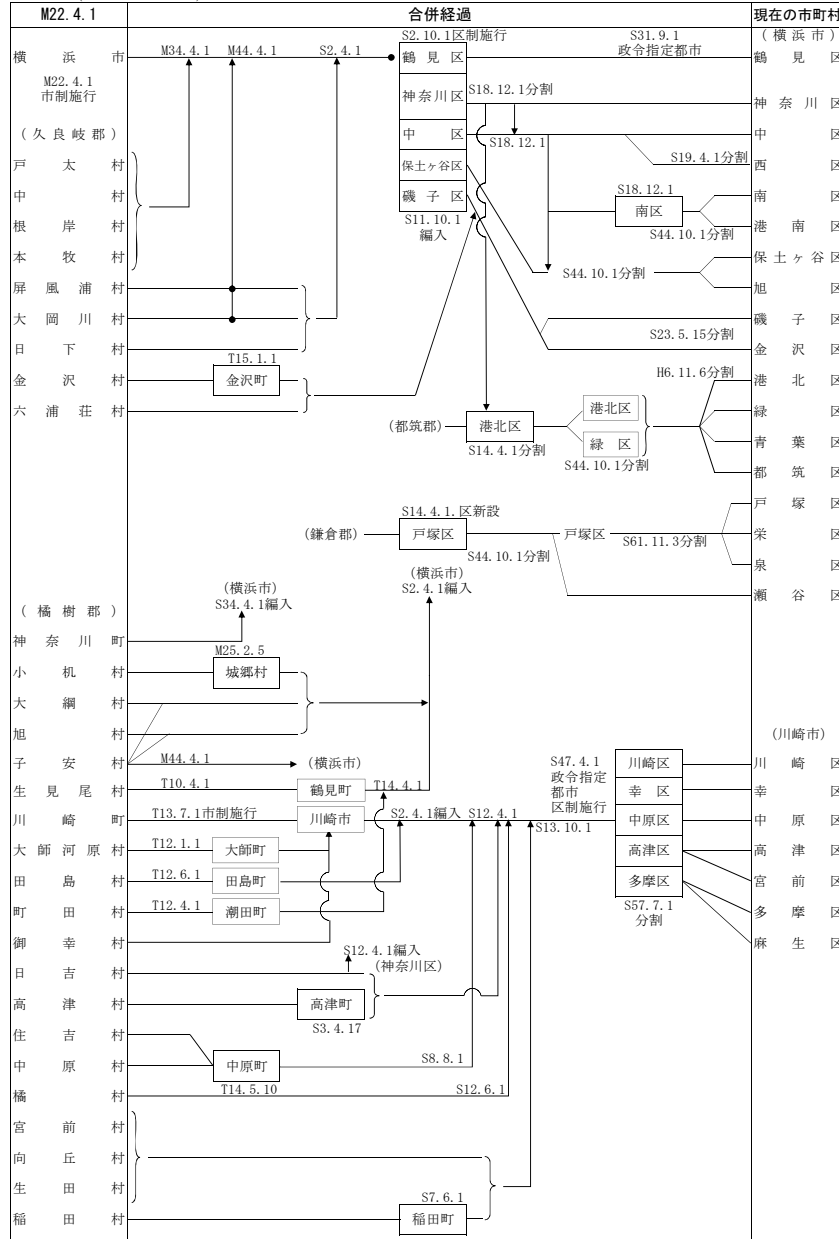 M22.4.1 合併経過 現在の市町村
S2.10.1区制施行 S31.9.1 (横浜市)
横浜市 M34.4.1 M44.4.1 S2.4.1 鶴見区 政令指定都市 鶴見区
M22.4.1
市制施行
神奈川区 S18.12.1分割 神奈川区
(久良岐郡) 中区 S18.12.1 中区
戸太村 保土ヶ谷区 S19.4.1分割 西区
中村 磯子区 S18.12.1 南区
根岸村 S11.10.1 南区 港南区
編入 S44.10.1分割
本牧村 保土ヶ谷区
屏風浦村 S44.10.1分割 旭区
大岡川村 磯子区
日下村 S23.5.15分割 金沢区
T15.1.1
金沢村 金沢町 H6.11.6分割 港北区
六浦荘村 港北区 緑区
(都筑郡) 港北区 緑区 青葉区
S14.4.1分割 S44.10.1分割
都筑区
S14.4.1.区新設 戸塚区
(鎌倉郡) 戸塚区 戸塚区 S61.11.3分割 栄区
S44.10.1分割 泉区
瀬谷区
(横浜市) (横浜市)
S34.4.1編入 S2.4.1編入
(橘樹郡)
神奈川町
M25.2.5
小机村 城郷村
大綱村
旭村 (川崎市)
子安村 M44.4.1 (横浜市) S47.4.1 川崎区 川崎区
政令指定
都市
区制施行
生見尾村 T10.4.1 鶴見町 T14.4.1 幸区 幸区
川崎町 T13.7.1市制施行 川崎市 S2.4.1編入 S12.4.1 S13.10.1 中原区 中原区
大師河原村 T12.1.1 大師町 高津区 高津区
田島村 T12.6.1 田島町 多摩区 宮前区
町田村 T12.4.1 潮田町 S57.7.1 多摩区
分割
御幸村 麻生区
S12.4.1編入
(神奈川区)
日吉村
高津村 高津町
S3.4.17
住吉村
中原村 中原町 S8.8.1
T14.5.10
橘村 S12.6.1
宮前村
向丘村
生田村
S7.6.1
稲田村 稲田町